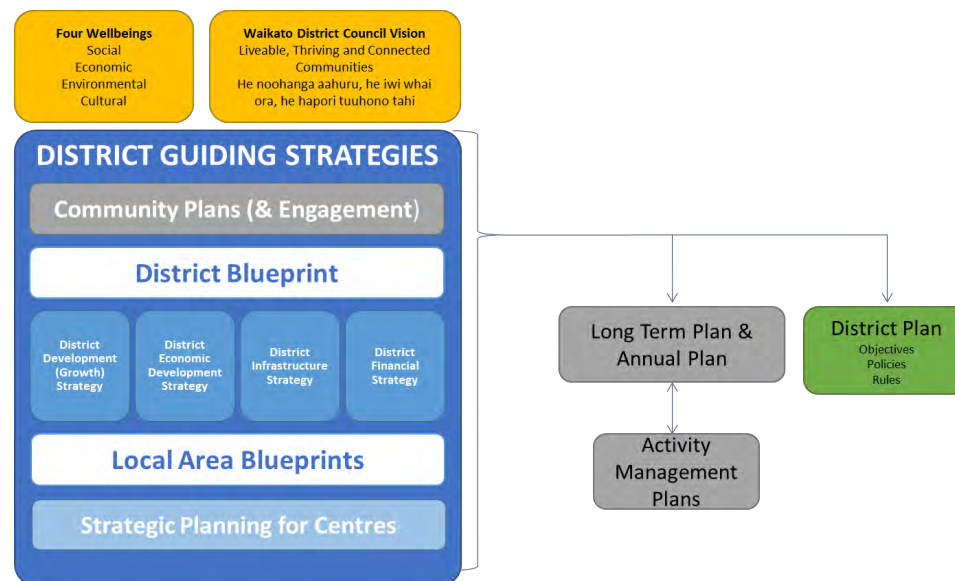 Four Wellbeings
Social
Economic
Environmental
Cultural
Waikato District Council Vision
Liveable, Thriving and Connected
Communities
He noohanga aahuru, he iwi whai
ora, he hapori tuuhono tahi
DISTRICT GUIDING STRATEGIES
Community Plans (& Engagement)
District Blueprint
District
Development
(Growth)
Strategy
District
Economic
Development
Strategy
District
Infrastructure
Strategy
District
Financial
Strategy
Local Area Blueprints
Strategic Planning for Centres
Long Term Plan &
Annual Plan
Activity
Management
Plans
District Plan
Objectives
Policies
Rules